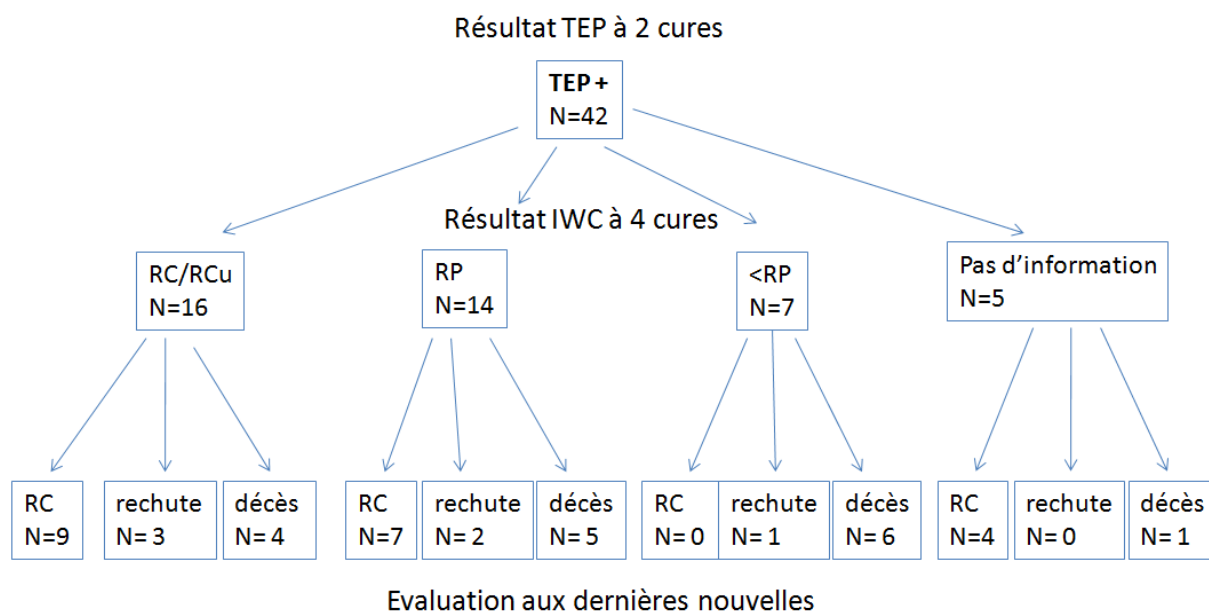 Résultat TEP à 2 cures
TEP +
N=42
Résultat IWC à 4 cures
RC/RCu
N=16
RP
N=14
<RP
N=7
Pas d'information
N=5
RC
N=9
rechute
N= 3
décès
N= 4
RC
N=7
rechute
N= 2
décès
N= 5
RC
N= 0
rechute
N= 1
décès
N= 6
RC
N=4
rechute
N= 0
décès
N= 1
Evaluation aux dernières nouvelles